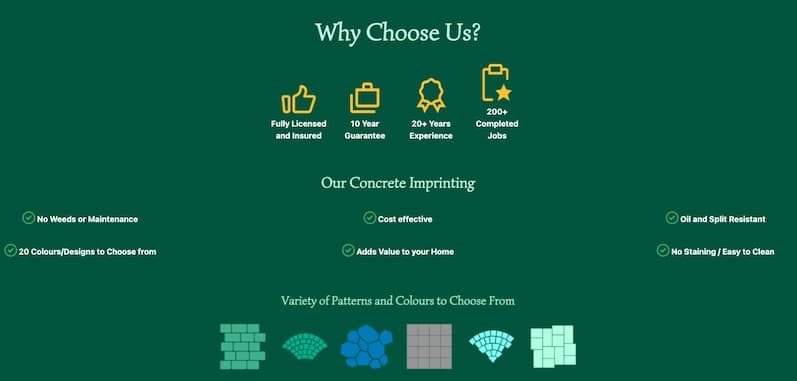 Why Choose Us?
Fully Licensed
and Insured
10 Year
Guarantee
20+ Years
Experience
200+
Completed
Jobs
Our Concrete Imprinting
No Weeds or Maintenance
Cost effective
Oil and Split Resistant
20 Colours/Designs to Choose from
Adds Value to your Home
No Staining / Easy to Clean
Variety of Patterns and Colours to Choose From